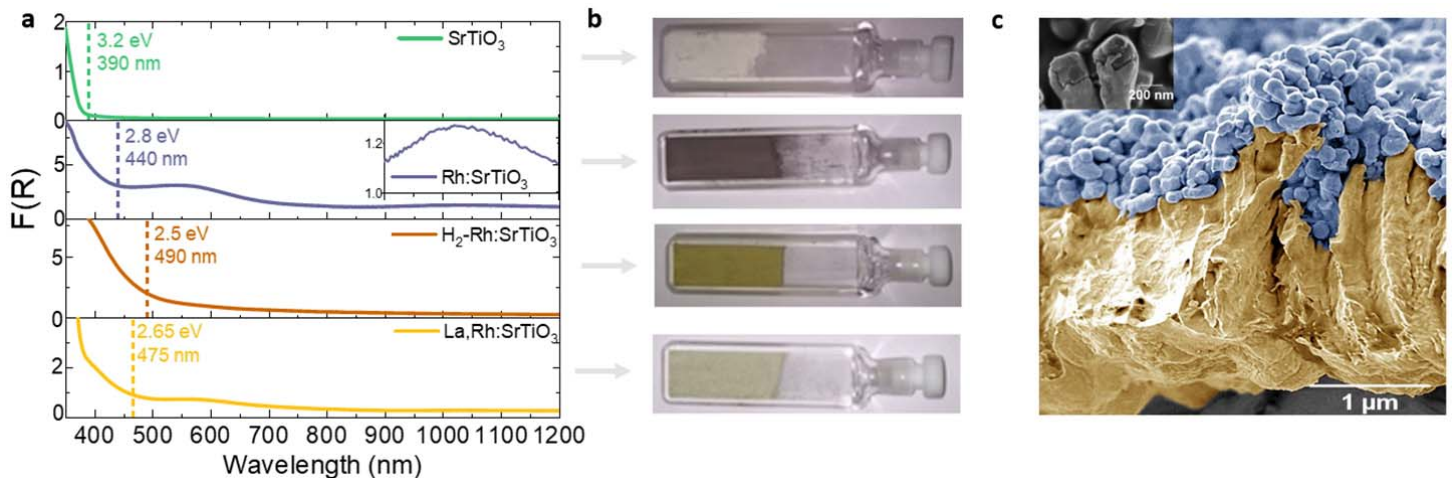 a
b
c
F(R)
2
1
0
SrTiO₃
3.2 eV
390 nm
5
0
2.8 eV
440 nm
1.2
1.0
Rh:SrTiO₃
5
0
2.5 eV
490 nm
H₂-Rh:SrTiO₃
2
0
2.65 eV
475 nm
La,Rh:SrTiO₃
400 500 600 700 800 900 1000 1100 1200
Wavelength (nm)
200 nm
1 µm